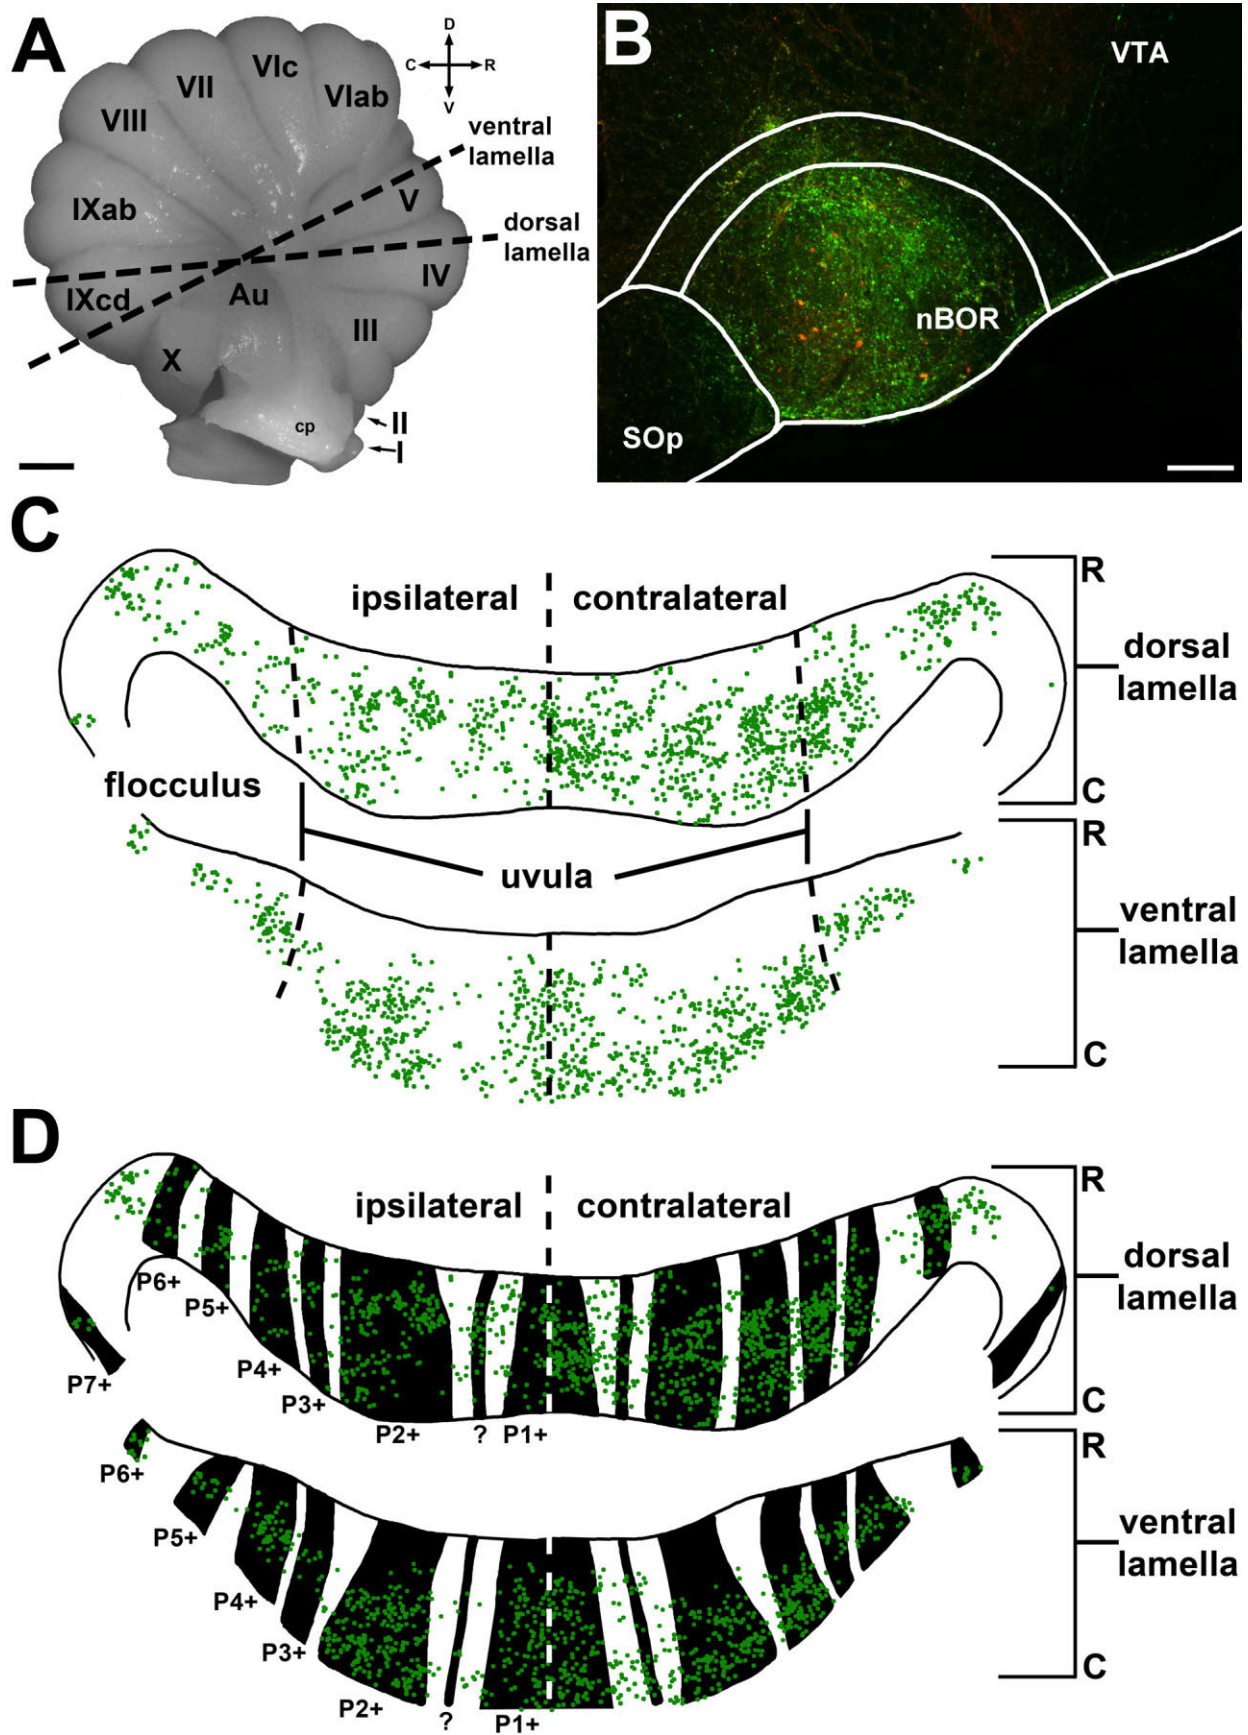 A
VII
VIc
VIab
VIII
IXab
V
IV
IXcd
Au
III
X
cp
II
I
D
C
R
V
ventral
lamella
dorsal
lamella
B
VTA
nBOR
SOp
C
ipsilateral
contralateral
R
dorsal
lamella
C
flocculus
uvula
R
ventral
lamella
C
D
ipsilateral
contralateral
R
dorsal
lamella
C
P7+
P6+
P5+
P4+
P3+
P2+
?
P1+
R
ventral
lamella
C
P6+
P5+
P4+
P3+
P2+
?
P1+